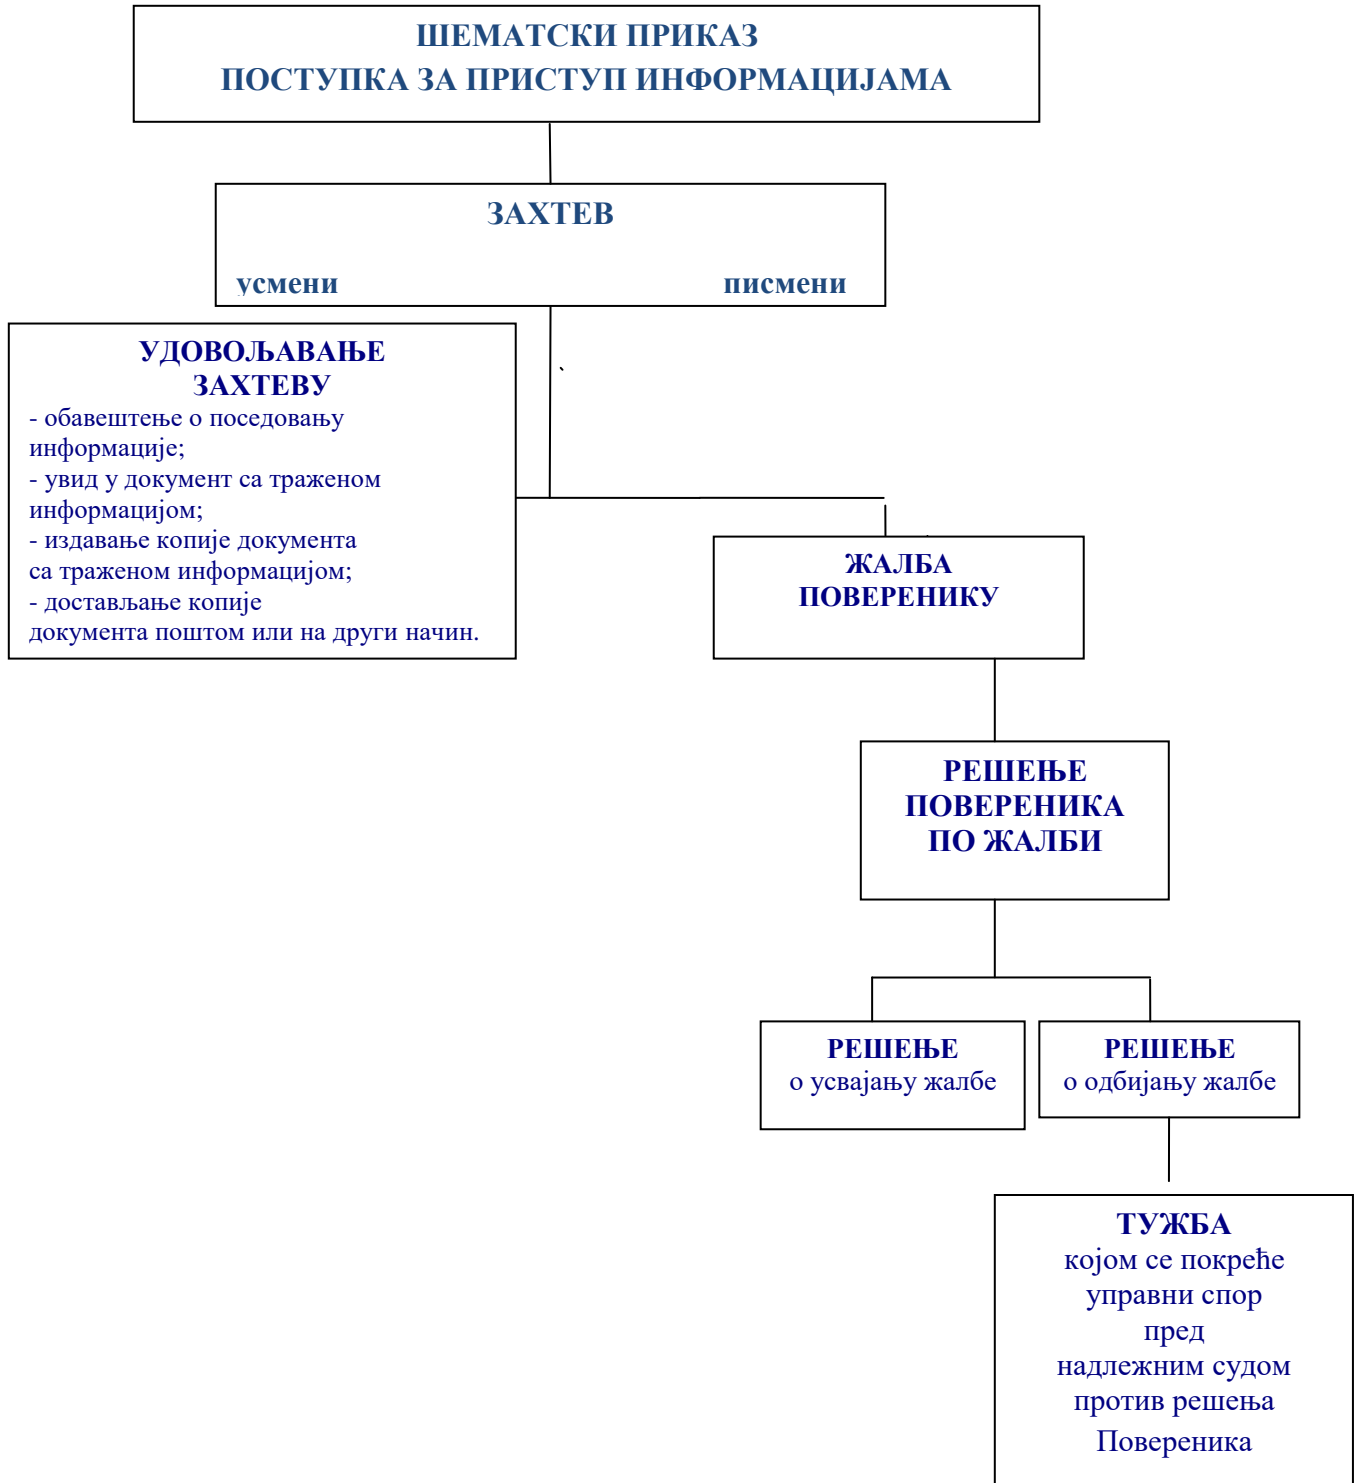 ШЕМАТСКИ ПРИКАЗ
ПОСТУПКА ЗА ПРИСТУП ИНФОРМАЦИЈАМА
ЗАХТЕВ
усмени писмени
УДОВОЉАВАЊЕ
ЗАХТЕВУ
- обавештење о поседовању
информације;
- увид у документ са траженом
информацијом;
- издавање копије документа
са траженом информацијом;
- достављање копије
документа поштом или на други начин.
ЖАЛБА
ПОВЕРЕНИКУ
РЕШЕЊЕ
ПОВЕРЕНИКА
ПО ЖАЛБИ
РЕШЕЊЕ
о усвајању жалбе
РЕШЕЊЕ
о одбијању жалбе
ТУЖБА
којом се покреће
управни спор
пред
надлежним судом
против решења
Повереника